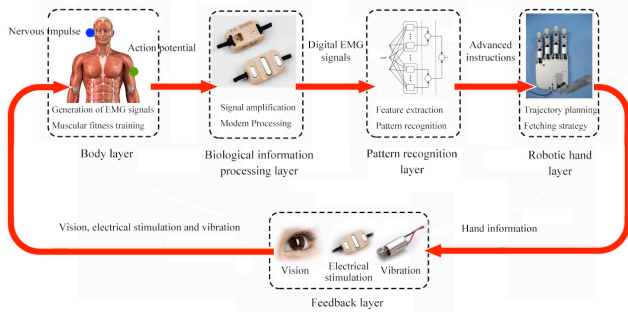 Nervous impulse
Action potential
Generation of EMG signals
Muscular fitness training
Body layer
Signal amplification
Modem Processing
Biological information
processing layer
Digital EMG
signals
Feature extraction
Pattern recognition
Pattern recognition
layer
Advanced
instructions
Trajectory planning
Fetching strategy
Robotic hand
layer
Vision, electrical stimulation and vibration
Hand information
Vision
Electrical
stimulation
Vibration
Feedback layer